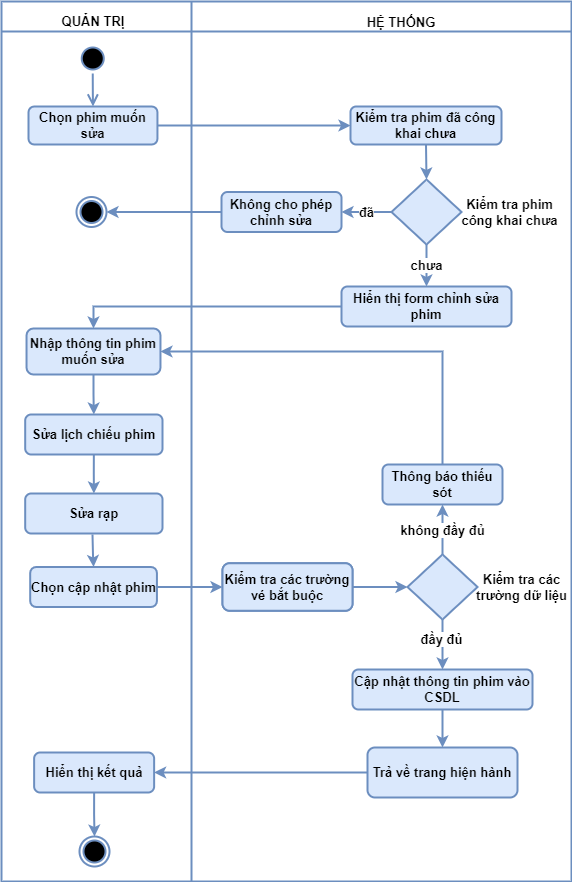 QUẢN TRỊ
HỆ THỐNG
Chọn phim muốn
sửa
Kiểm tra phim đã công
khai chưa
Không cho phép
chỉnh sửa
đã
Kiểm tra phim
công khai chưa
chưa
Hiển thị form chỉnh sửa
phim
Nhập thông tin phim
muốn sửa
Sửa lịch chiếu phim
Thông báo thiếu
sót
Sửa rạp
không đầy đủ
Chọn cập nhật phim
Kiểm tra các trường
vé bắt buộc
Kiểm tra các
trường dữ liệu
đầy đủ
Cập nhật thông tin phim vào
CSDL
Hiển thị kết quả
Trả về trang hiện hành